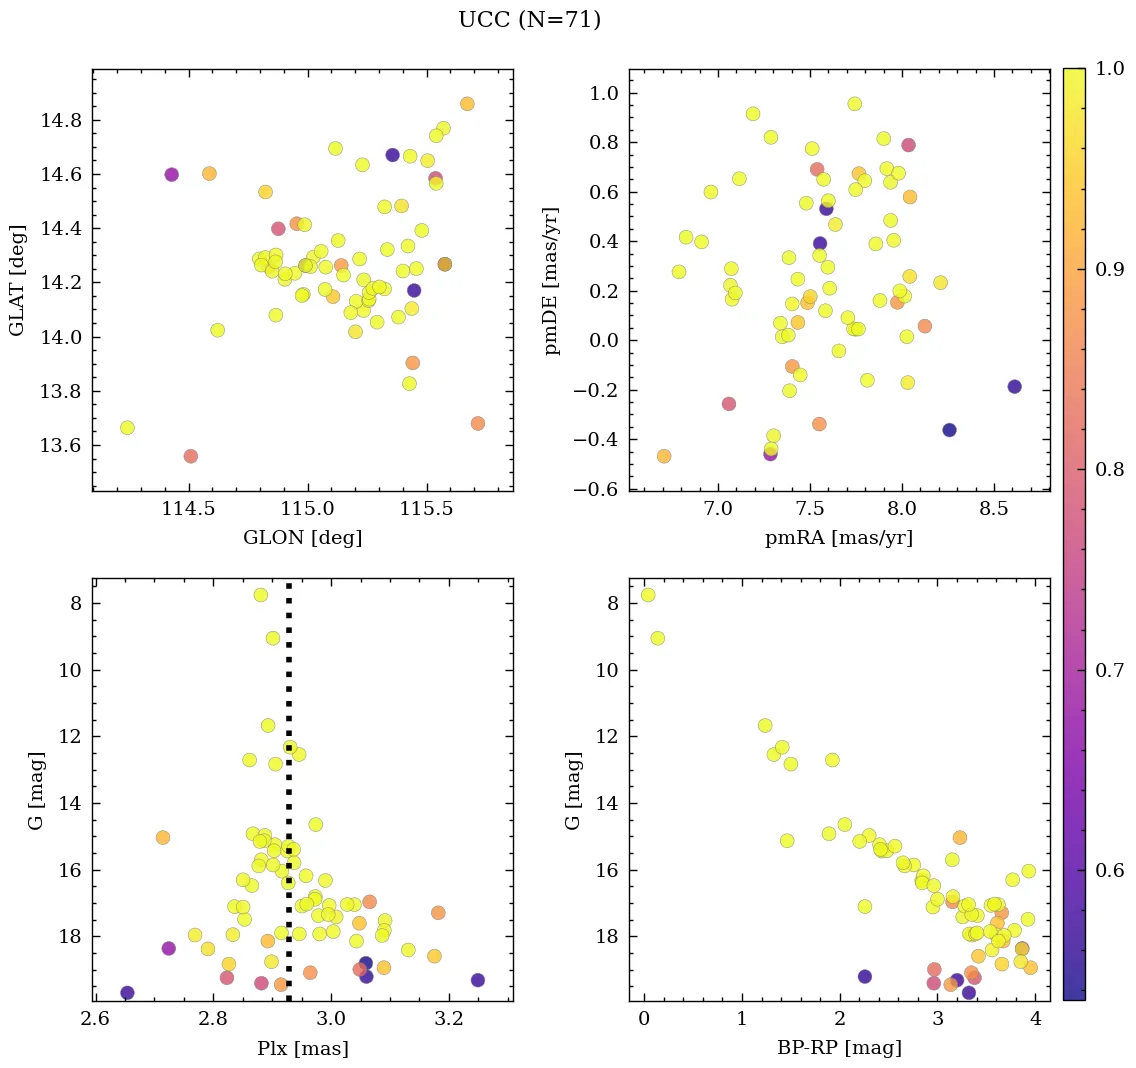 UCC (N=71)
14.8
14.6
14.4
14.2
14.0
13.8
13.6
GLAT [deg]
114.5 115.0 115.5
GLON [deg]
1.0
0.8
0.6
0.4
0.2
0.0
−0.2
−0.4
−0.6
pmDE [mas/yr]
7.0 7.5 8.0 8.5
pmRA [mas/yr]
8
10
12
14
16
18
G [mag]
2.6 2.8 3.0 3.2
Plx [mas]
8
10
12
14
16
18
G [mag]
0 1 2 3 4
BP-RP [mag]
1.0
0.9
0.8
0.7
0.6